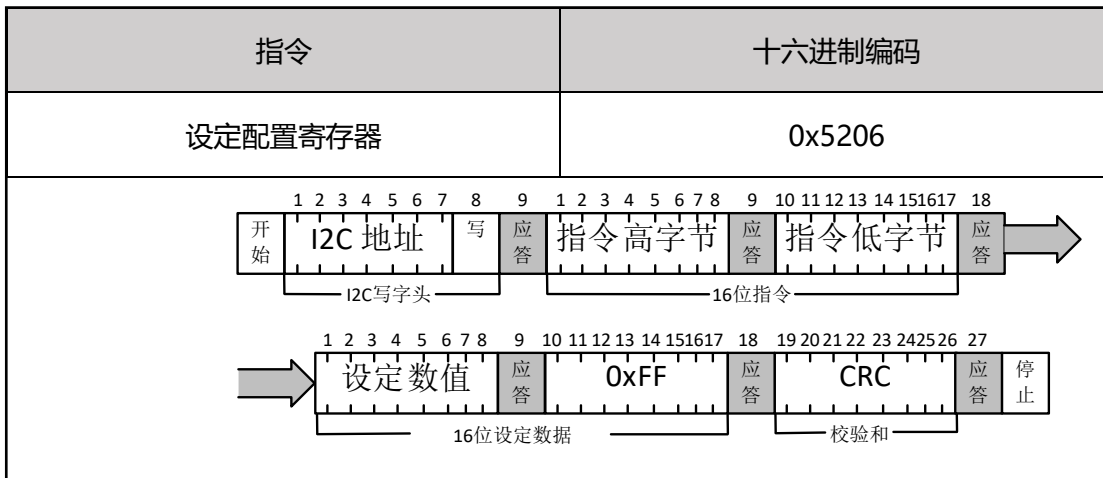 指令 十六进制编码
设定配置寄存器 0x5206
1 2 3 4 5 6 7 8 9 1 2 3 4 5 6 7 8 9 10 11 12 13 14 15 16 17 18
开始 I2C 地址 写 应答 指令高字节 应答 指令低字节 应答
I2C写字头 16位指令
1 2 3 4 5 6 7 8 9 10 11 12 13 14 15 16 17 18 19 20 21 22 23 24 25 26 27
设定数值 应答 0xFF 应答 CRC 应答 停止
16位设定数据 校验和